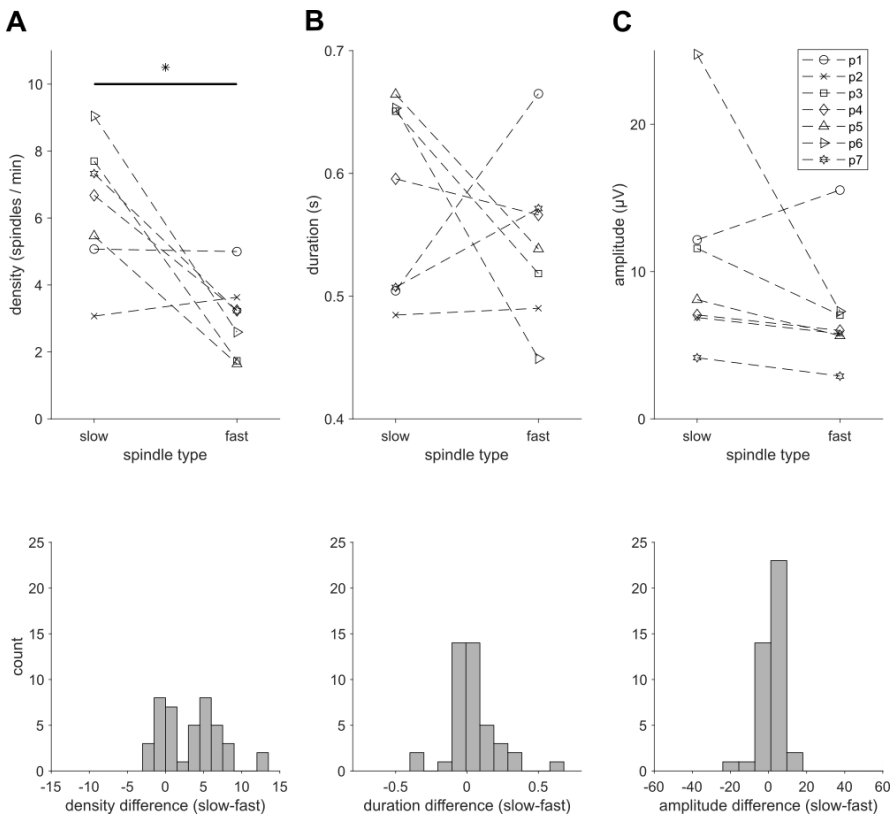 A
B
C
*
10
8
6
4
2
0
density (spindles / min)
slow
fast
spindle type
0.7
0.6
0.5
0.4
duration (s)
slow
fast
spindle type
20
10
0
amplitude (µV)
slow
fast
spindle type
p1
p2
p3
p4
p5
p6
p7
25
20
15
10
5
0
count
-15
-10
-5
0
5
10
15
density difference (slow-fast)
25
20
15
10
5
0
-0.5
0
0.5
duration difference (slow-fast)
25
20
15
10
5
0
-60
-40
-20
0
20
40
60
amplitude difference (slow-fast)